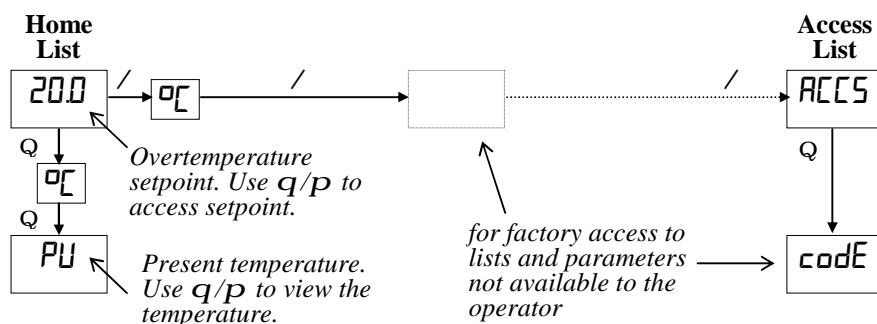 Home
List
Access
List
20.0
/
°C
/
/
ACCS
Q
Q
Overtemperature
setpoint. Use q/p to
access setpoint.
°C
Q
PV
Present temperature.
Use q/p to view the
temperature.
for factory access to
lists and parameters
not available to the
operator
codE